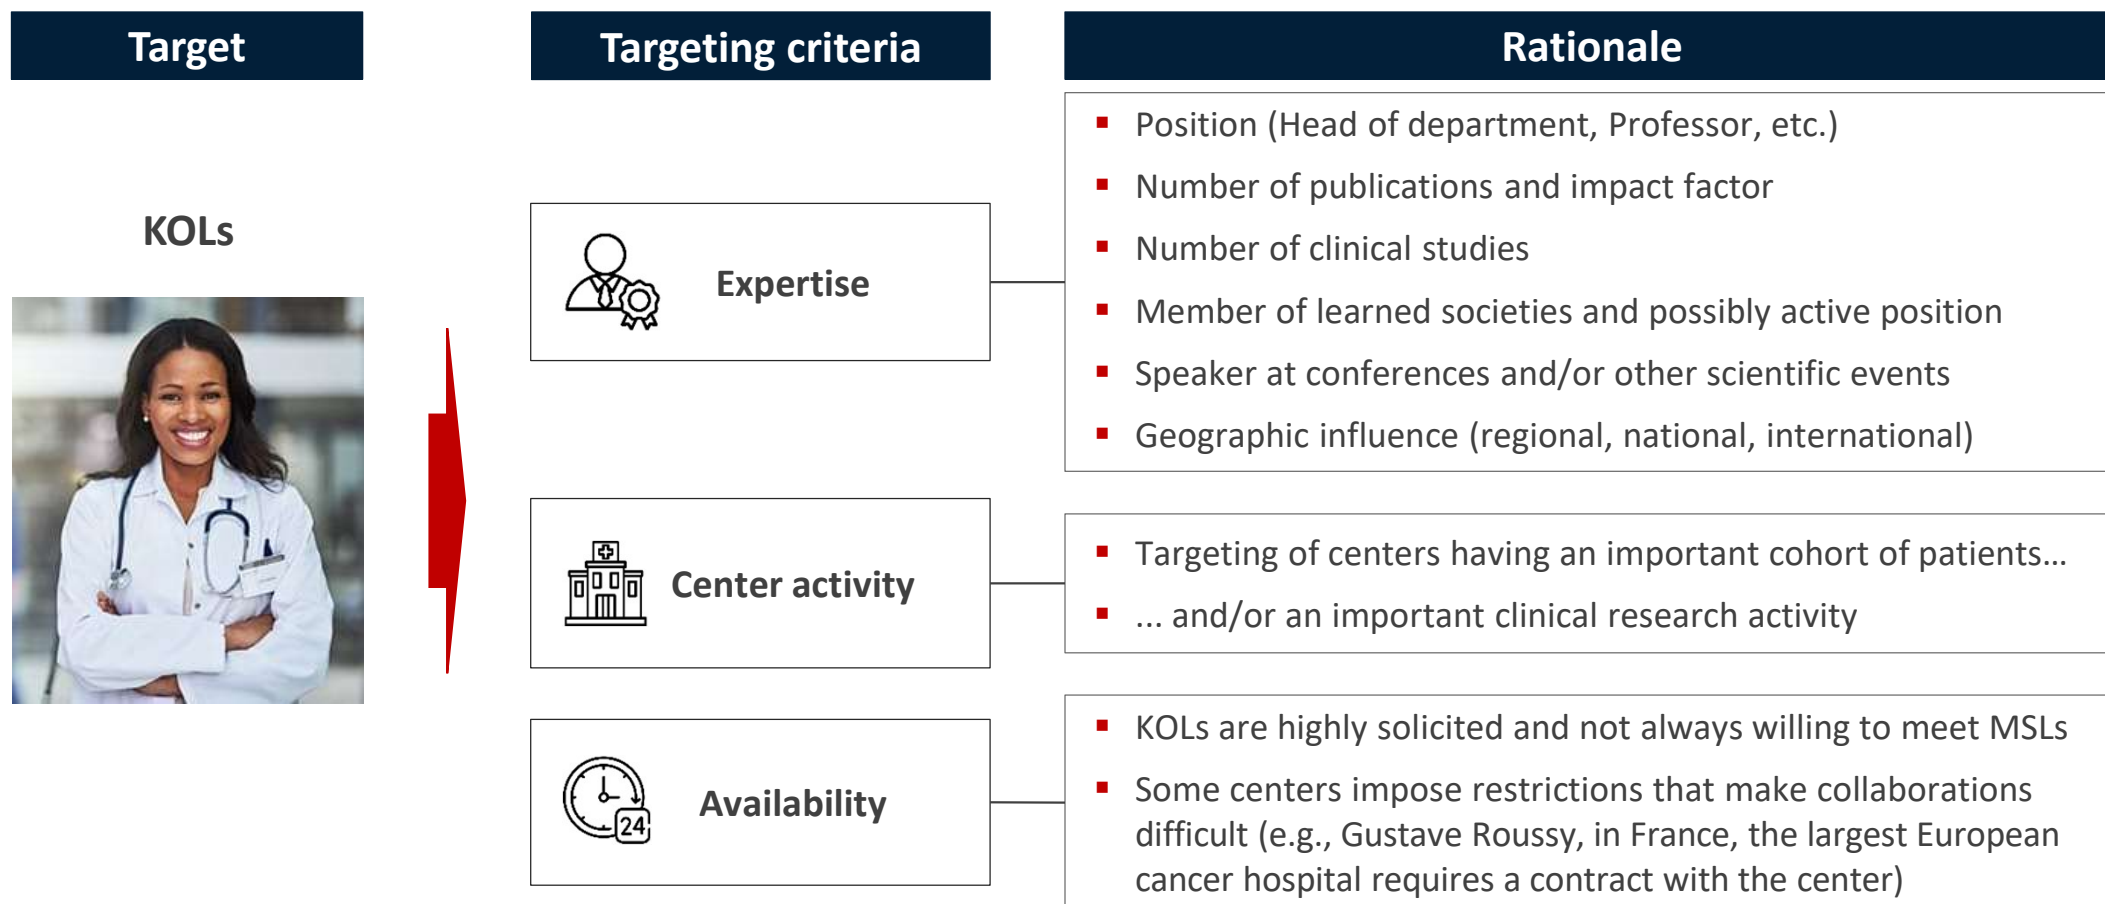 Target
Targeting criteria
Rationale
KOLs
Expertise
▪ Position (Head of department, Professor, etc.)
▪ Number of publications and impact factor
▪ Number of clinical studies
▪ Member of learned societies and possibly active position
▪ Speaker at conferences and/or other scientific events
▪ Geographic influence (regional, national, international)
Center activity
▪ Targeting of centers having an important cohort of patients…
▪ ... and/or an important clinical research activity
24
Availability
▪ KOLs are highly solicited and not always willing to meet MSLs
▪ Some centers impose restrictions that make collaborations
difficult (e.g., Gustave Roussy, in France, the largest European
cancer hospital requires a contract with the center)